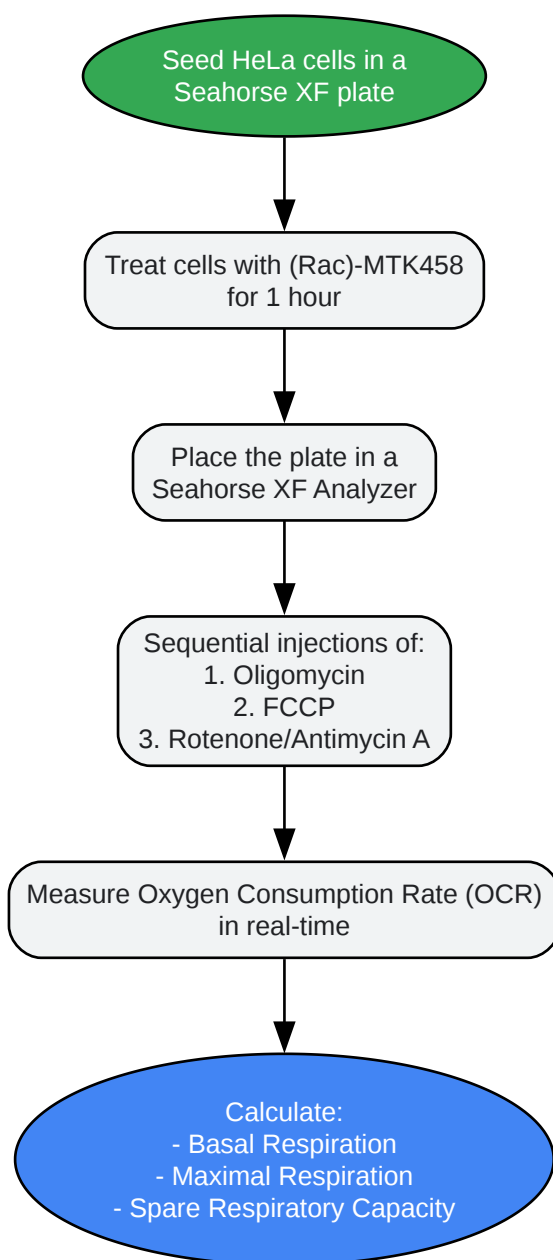 Seed HeLa cells in a
Seahorse XF plate
Treat cells with (Rac)-MTK458
for 1 hour
Place the plate in a
Seahorse XF Analyzer
Sequential injections of:
1. Oligomycin
2. FCCP
3. Rotenone/Antimycin A
Measure Oxygen Consumption Rate (OCR)
in real-time
Calculate:
- Basal Respiration
- Maximal Respiration
- Spare Respiratory Capacity